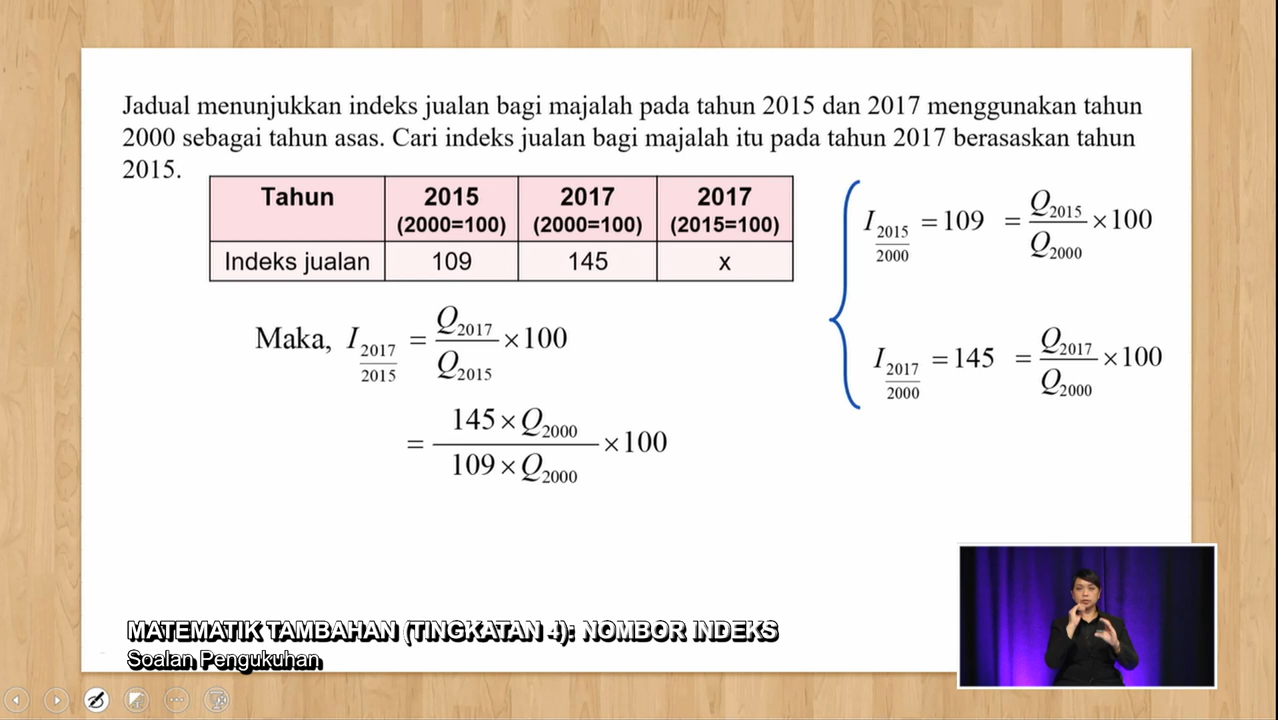 Jadual menunjukkan indeks jualan bagi majalah pada tahun 2015 dan 2017 menggunakan tahun
2000 sebagai tahun asas. Cari indeks jualan bagi majalah itu pada tahun 2017 berasaskan tahun
2015.
Tahun 2015 (2000=100) 2017 (2000=100) 2017 (2015=100)
Indeks jualan 109 145 x
I 2015/2000 = 109 = Q2015/Q2000 × 100
Maka, I 2017/2015 = Q2017/Q2015 × 100
I 2017/2000 = 145 = Q2017/Q2000 × 100
= 145 × Q2000 / 109 × Q2000 × 100
MATEMATIK TAMBAHAN (TINGKATAN 4): NOMBOR INDEKS
Soalan Pengukuhan